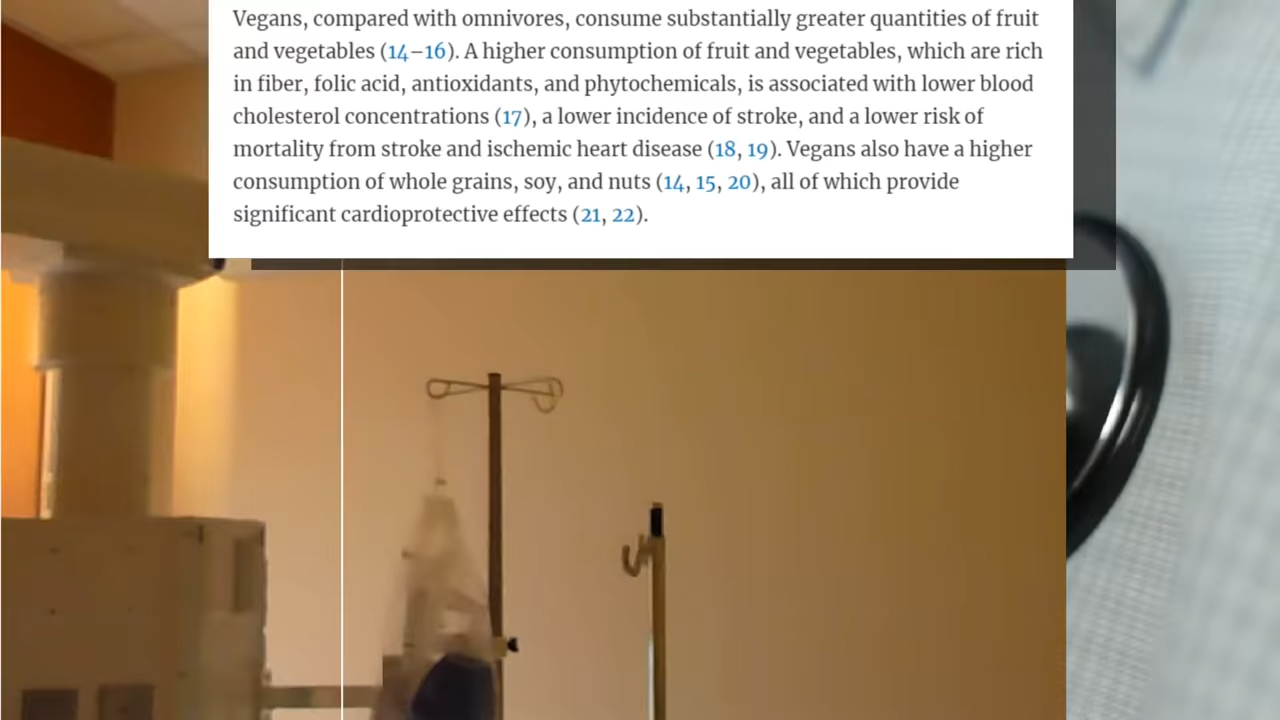 Vegans, compared with omnivores, consume substantially greater quantities of fruit
and vegetables (14–16). A higher consumption of fruit and vegetables, which are rich
in fiber, folic acid, antioxidants, and phytochemicals, is associated with lower blood
cholesterol concentrations (17), a lower incidence of stroke, and a lower risk of
mortality from stroke and ischemic heart disease (18, 19). Vegans also have a higher
consumption of whole grains, soy, and nuts (14, 15, 20), all of which provide
significant cardioprotective effects (21, 22).